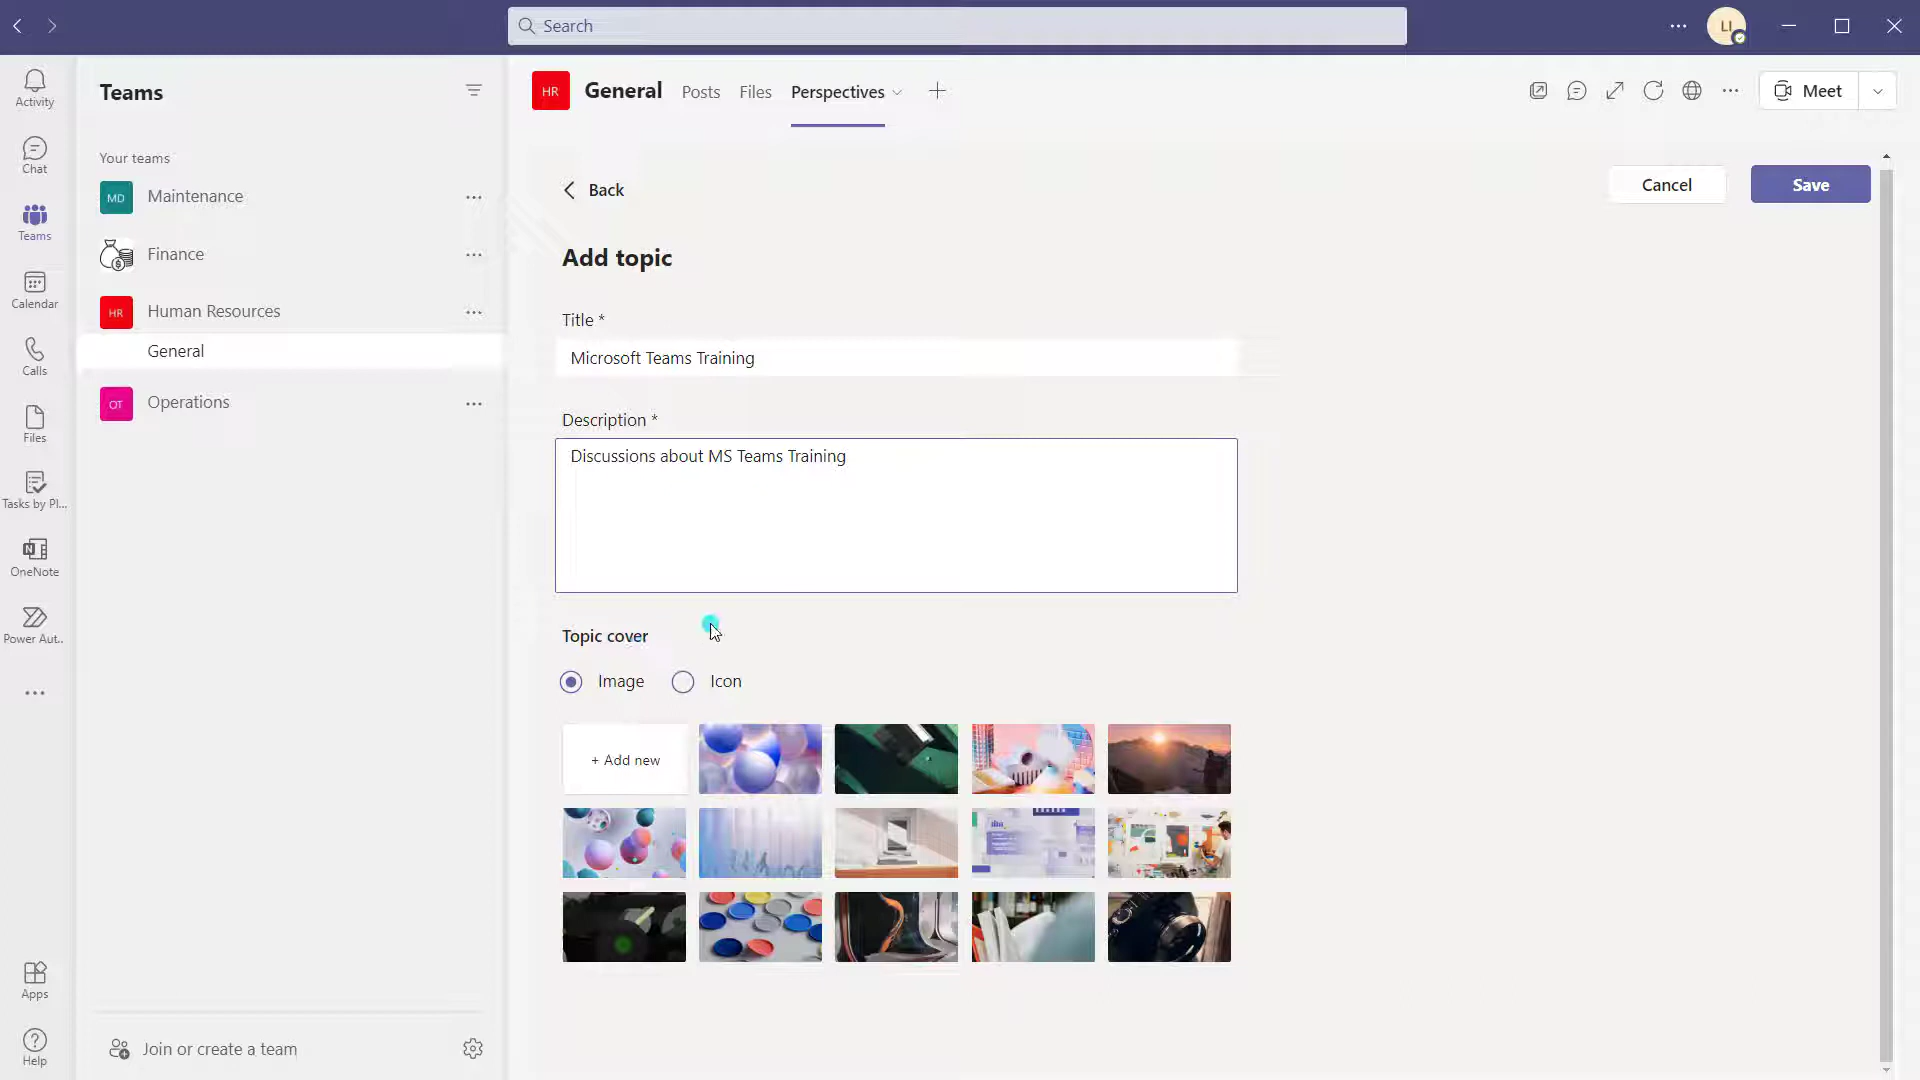 Search
LI
Activity
Chat
Teams
Calendar
Calls
Files
Tasks by Pl...
OneNote
Power Aut..
Apps
Help
Teams
Your teams
MD Maintenance
Finance
HR Human Resources
General
OT Operations
Join or create a team
HR General Posts Files Perspectives
Meet
Back
Cancel
Save
Add topic
Title *
Microsoft Teams Training
Description *
Discussions about MS Teams Training
Topic cover
Image Icon
+ Add new